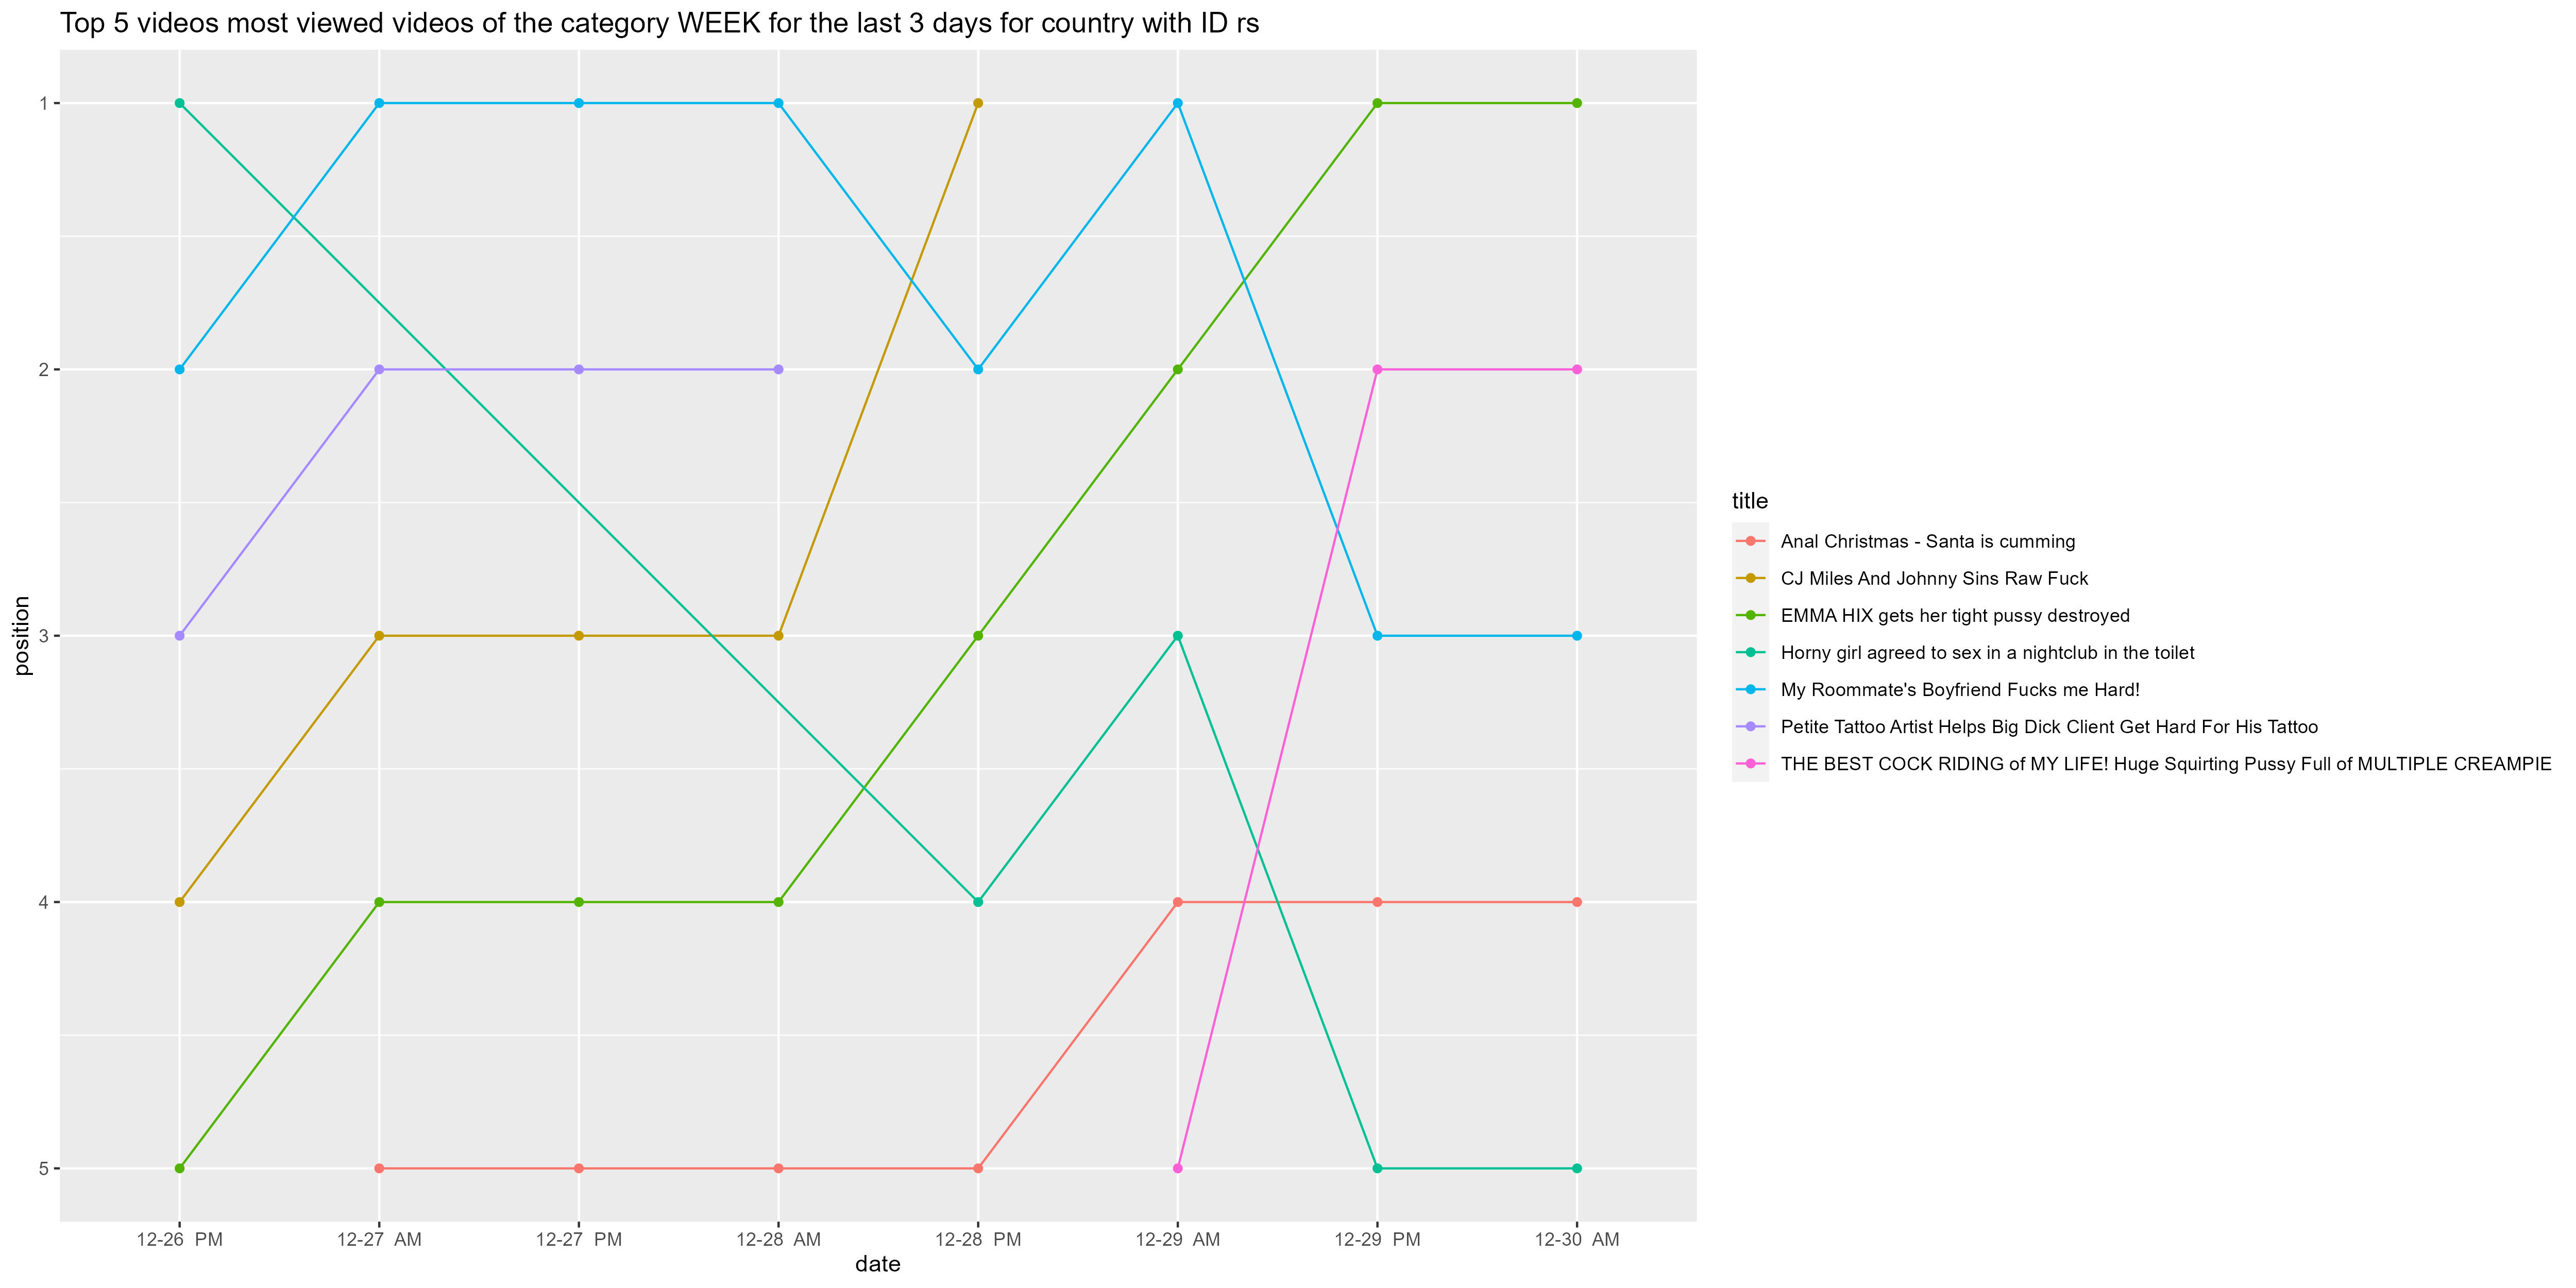 Top 5 videos most viewed videos of the category WEEK for the last 3 days for country with ID rs
position
1
2
3
4
5
12-26 PM
12-27 AM
12-27 PM
12-28 AM
12-28 PM
12-29 AM
12-29 PM
12-30 AM
date
title
Anal Christmas - Santa is cumming
CJ Miles And Johnny Sins Raw Fuck
EMMA HIX gets her tight pussy destroyed
Horny girl agreed to sex in a nightclub in the toilet
My Roommate's Boyfriend Fucks me Hard!
Petite Tattoo Artist Helps Big Dick Client Get Hard For His Tattoo
THE BEST COCK RIDING of MY LIFE! Huge Squirting Pussy Full of MULTIPLE CREAMPIE